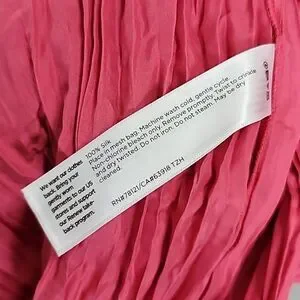 100% Silk
Place in mesh bag. Machine wash cold, gentle cycle.
Non-chlorine bleach only. Remove promptly. Twist to crinkle
and dry twisted. Do not iron. Do not steam. May be dry
cleaned.
RN#78121/CA#63918 TZH
We want our clothes
back. Bring your
gently worn
garments to our US
stores and support
our Renew take-
back program.